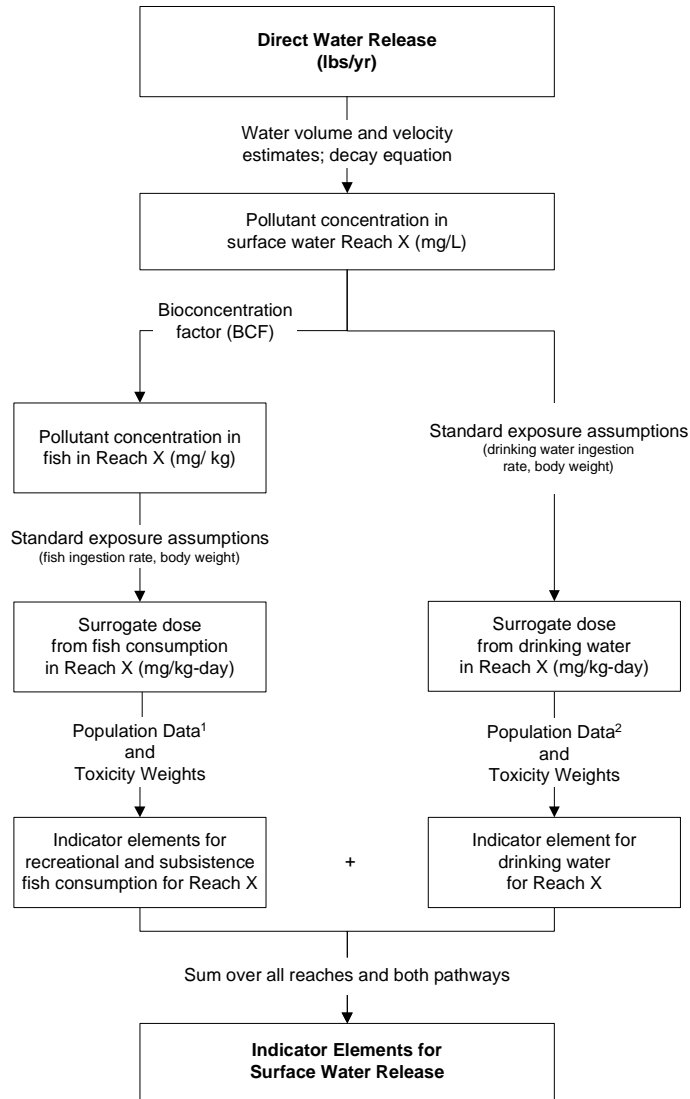 Direct Water Release
(lbs/yr)
Water volume and velocity
estimates; decay equation
Pollutant concentration in
surface water Reach X (mg/L)
Bioconcentration
factor (BCF)
Pollutant concentration in
fish in Reach X (mg/ kg)
Standard exposure assumptions
(drinking water ingestion
rate, body weight)
Standard exposure assumptions
(fish ingestion rate, body weight)
Surrogate dose
from fish consumption
in Reach X (mg/kg-day)
Surrogate dose
from drinking water
in Reach X (mg/kg-day)
Population Data¹
and
Toxicity Weights
Population Data²
and
Toxicity Weights
Indicator elements for
recreational and subsistence
fish consumption for Reach X
+
Indicator element for
drinking water
for Reach X
Sum over all reaches and both pathways
Indicator Elements for
Surface Water Release